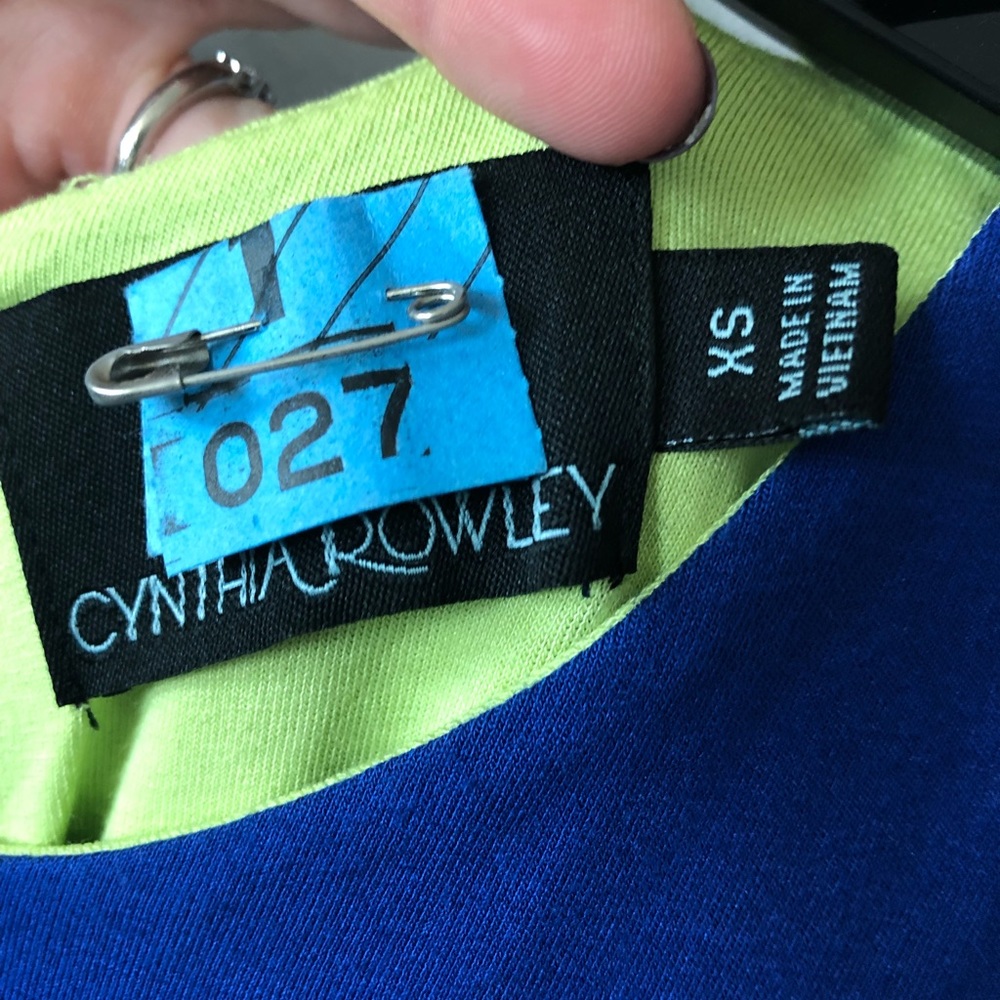 027
CYNTHIA ROWLEY
XS
MADE IN
VIETNAM